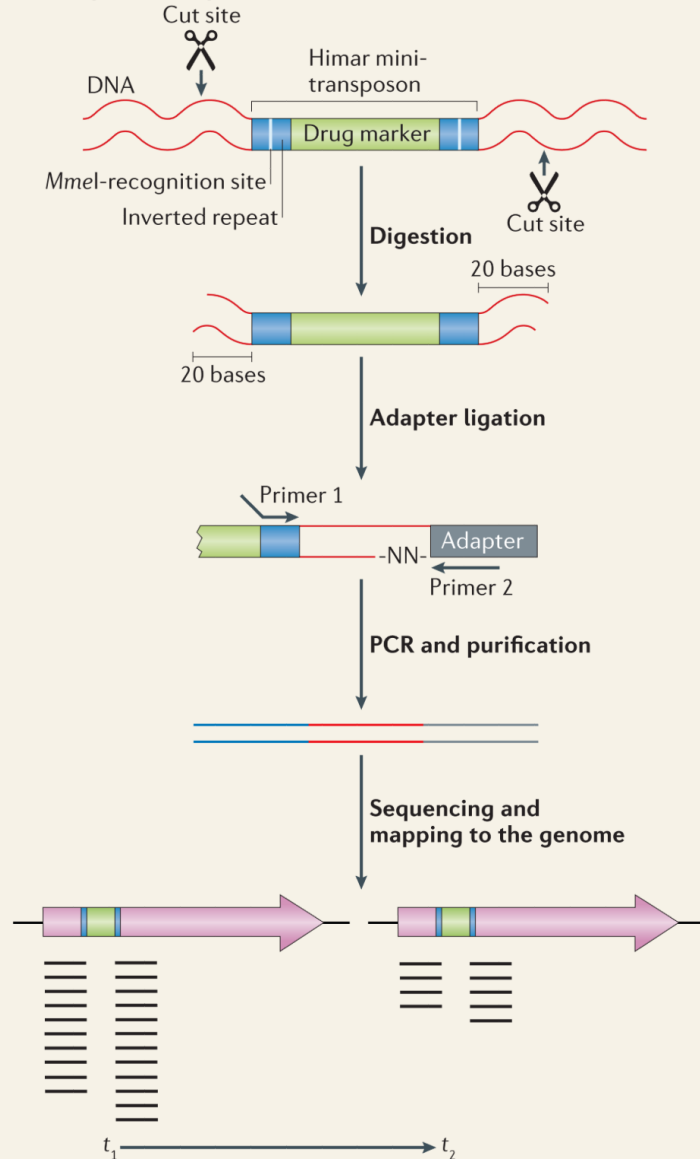 Cut site
DNA
Himar mini-
transposon
Drug marker
MmeI-recognition site
Inverted repeat
Cut site
Digestion
20 bases
20 bases
Adapter ligation
Primer 1
-NN-
Adapter
Primer 2
PCR and purification
Sequencing and
mapping to the genome
t1
t2